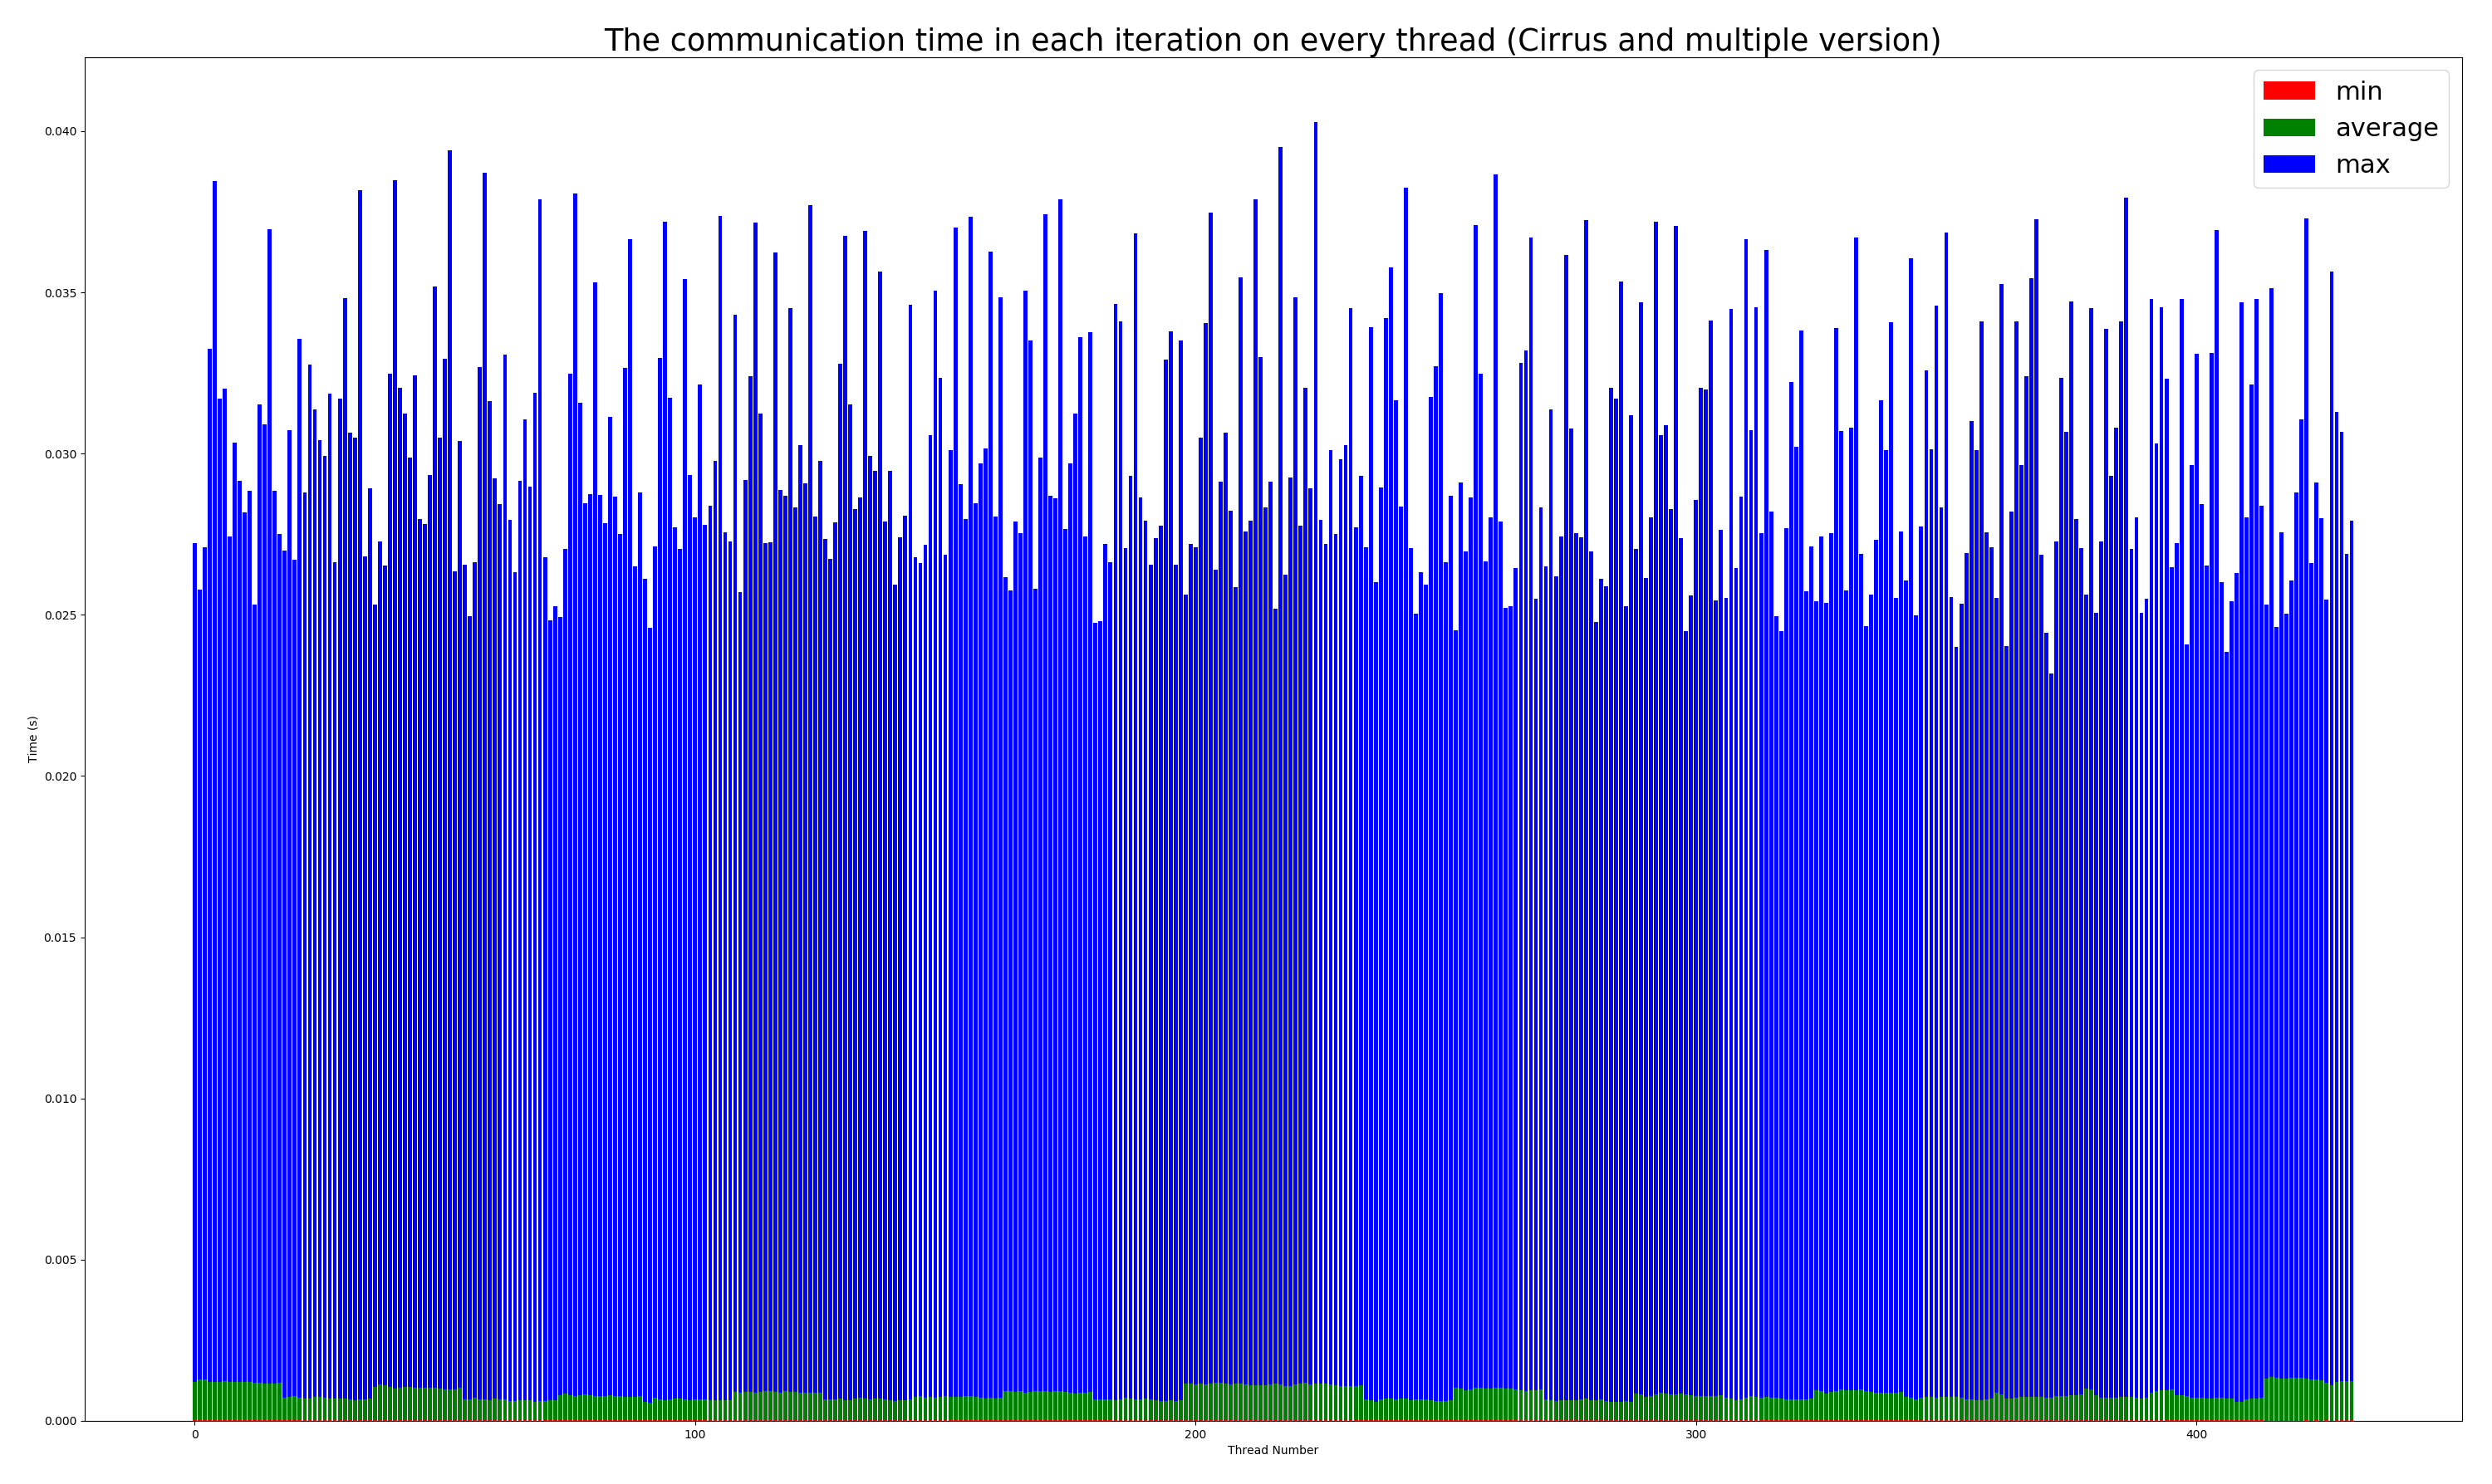 The communication time in each iteration on every thread (Cirrus and multiple version)
min
average
max
0.040
0.035
0.030
0.025
0.020
0.015
0.010
0.005
0.000
Time (s)
0 100 200 300 400
Thread Number